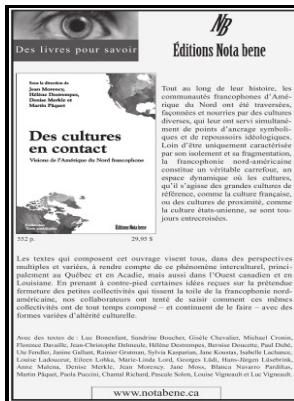 Des livres pour savoir
NB
Éditions Nota bene
Sous la direction de
Jean Morency,
Hélène Destrempes,
Denise Merkle et
Martin Pâquet
Des cultures
en contact
Visions de l'Amérique du Nord francophone
Éditions Nota bene
552 p.
29,95 $
Tout au long de leur histoire, les
communautés francophones d'Amé-
rique du Nord ont été traversées,
façonnées et nourries par des cultures
diverses, qui leur ont servi simultané-
ment de points d'ancrage symboli-
ques et de repoussoirs idéologiques.
Loin d'être uniquement caractérisée
par son isolement et sa fragmentation,
la francophonie nord-américaine
constitue un véritable carrefour, un
espace dynamique où les cultures,
qu'il s'agisse des grandes cultures de
référence, comme la culture française,
ou des cultures de proximité, comme
la culture états-unienne, se sont tou-
jours entrecroisées.
Les textes qui composent cet ouvrage visent tous, dans des perspectives
multiples et variées, à rendre compte de ce phénomène interculturel, princi-
palement au Québec et en Acadie, mais aussi dans l'Ouest canadien et en
Louisiane. En prenant à contre-pied certaines idées reçues sur la prétendue
fermeture des petites collectivités qui tissent la toile de la francophonie nord-
américaine, nos collaborateurs ont tenté de saisir comment ces mêmes
collectivités ont de tout temps composé – et continuent de le faire – avec des
formes variées d'altérité culturelle.
Avec des textes de : Luc Bonenfant, Sandrine Boucher, Gisèle Chevalier, Michael Cronin,
Florence Davaille, Jean-Christophe Delmeule, Hélène Destrempes, Bernise Doucette, Paul Dubé,
Ute Fendler, Janine Gallant, Rainier Grutman, Sylvia Kasparian, Jane Koustas, Isabelle Lachance,
Louise Ladouceur, Eileen Lohka, Marie-Linda Lord, Georges Lüdi, Hans-Jürgen Lüsebrink,
Anne Malena, Denise Merkle, Jean Morency, Jane Moss, Blanca Navarro Pardiñas,
Martin Pâquet, Paola Puccini, Chantal Richard, Pascale Solon, Louise Vigneault et Luc Vigneault.
www.notabene.ca